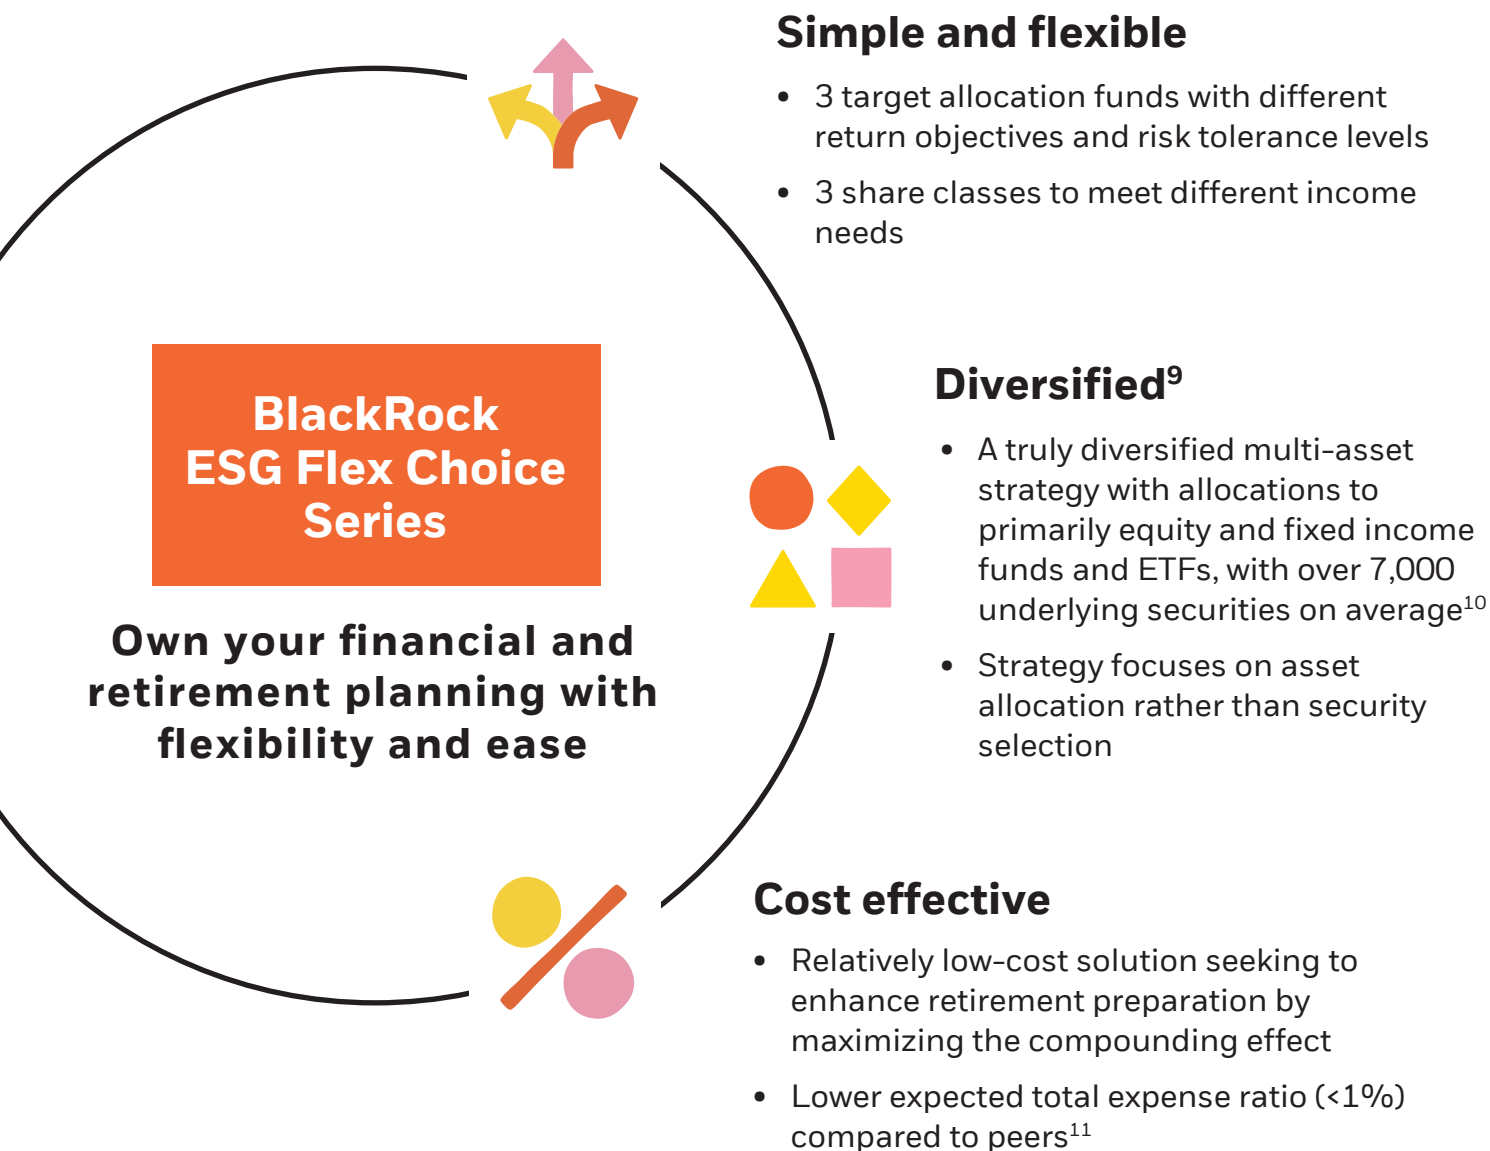 Simple and flexible
• 3 target allocation funds with different
return objectives and risk tolerance levels
• 3 share classes to meet different income
needs
BlackRock
ESG Flex Choice
Series
Own your financial and
retirement planning with
flexibility and ease
Diversified⁹
• A truly diversified multi-asset
strategy with allocations to
primarily equity and fixed income
funds and ETFs, with over 7,000
underlying securities on average¹⁰
• Strategy focuses on asset
allocation rather than security
selection
Cost effective
• Relatively low-cost solution seeking to
enhance retirement preparation by
maximizing the compounding effect
• Lower expected total expense ratio (<1%)
compared to peers¹¹